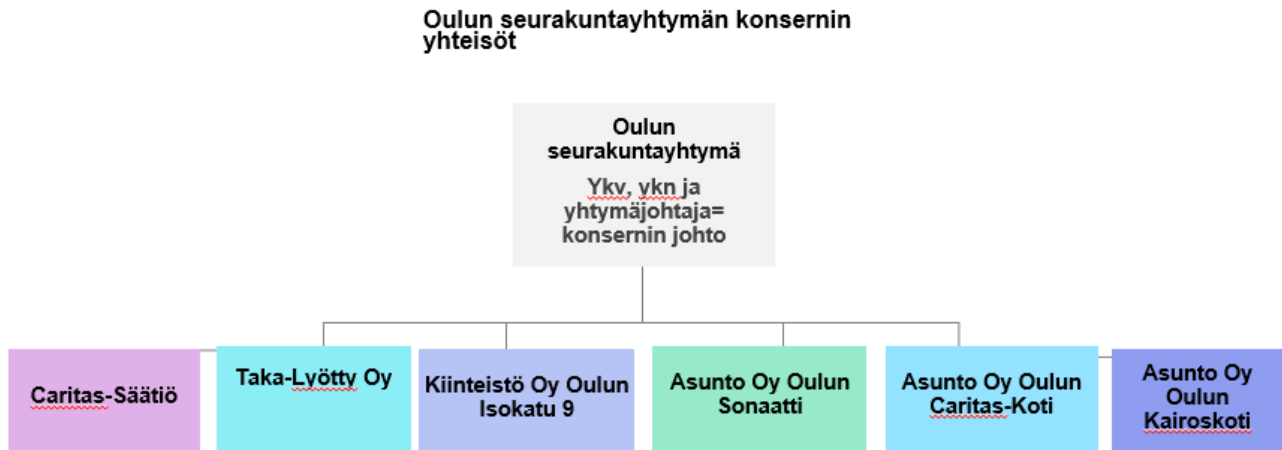 Oulun seurakuntayhtymän konsernin
yhteisöt
Oulun
seurakuntayhtymä
Ykv, ykn ja
yhtymäjohtaja=
konsernin johto
Caritas-Säätiö
Taka-Lyötty Oy
Kiinteistö Oy Oulun
Isokatu 9
Asunto Oy Oulun
Sonaatti
Asunto Oy Oulun
Caritas-Koti
Asunto Oy
Oulun
Kairoskoti